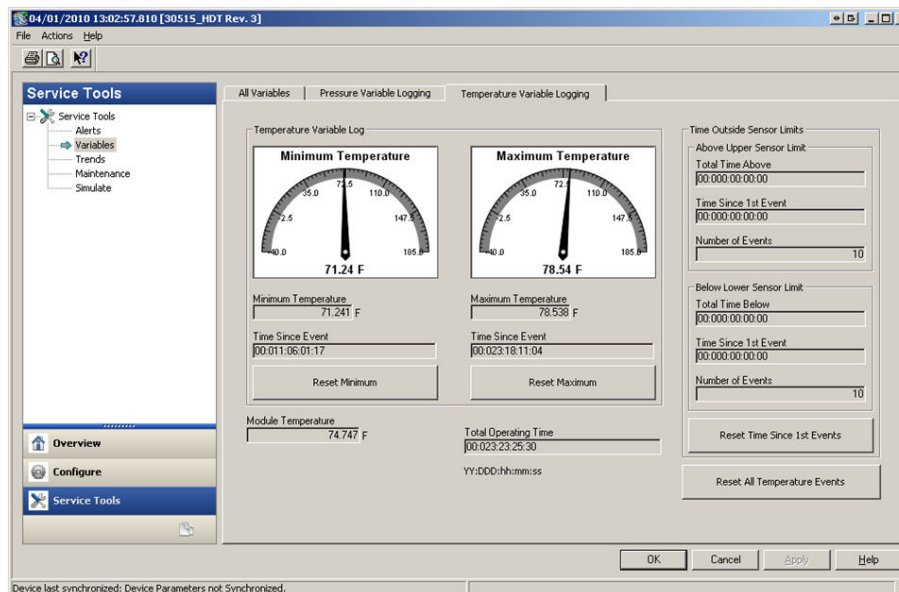 04/01/2010 13:02:57.810 [3051S_HDT Rev. 3]
File Actions Help
Service Tools
Service Tools
Alerts
Variables
Trends
Maintenance
Simulate
Overview
Configure
Service Tools
All Variables
Pressure Variable Logging
Temperature Variable Logging
Temperature Variable Log
Minimum Temperature
-40.0
-2.5
35.0
72.5
110.0
147.5
185.0
71.24 F
Minimum Temperature
71.241 F
Time Since Event
00:011:06:01:17
Reset Minimum
Maximum Temperature
-40.0
-2.5
35.0
72.5
110.0
147.5
185.0
78.54 F
Maximum Temperature
78.538 F
Time Since Event
00:023:18:11:04
Reset Maximum
Module Temperature
74.747 F
Total Operating Time
00:023:23:25:30
YY:DDD:hh:mm:ss
Time Outside Sensor Limits
Above Upper Sensor Limit
Total Time Above
00:000:00:00:00
Time Since 1st Event
00:000:00:00:00
Number of Events
10
Below Lower Sensor Limit
Total Time Below
00:000:00:00:00
Time Since 1st Event
00:000:00:00:00
Number of Events
10
Reset Time Since 1st Events
Reset All Temperature Events
OK
Cancel
Apply
Help
Device last synchronized: Device Parameters not Synchronized.